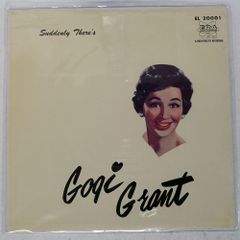 Suddenly There's
EL 20001
ERA
Gogi
Grant